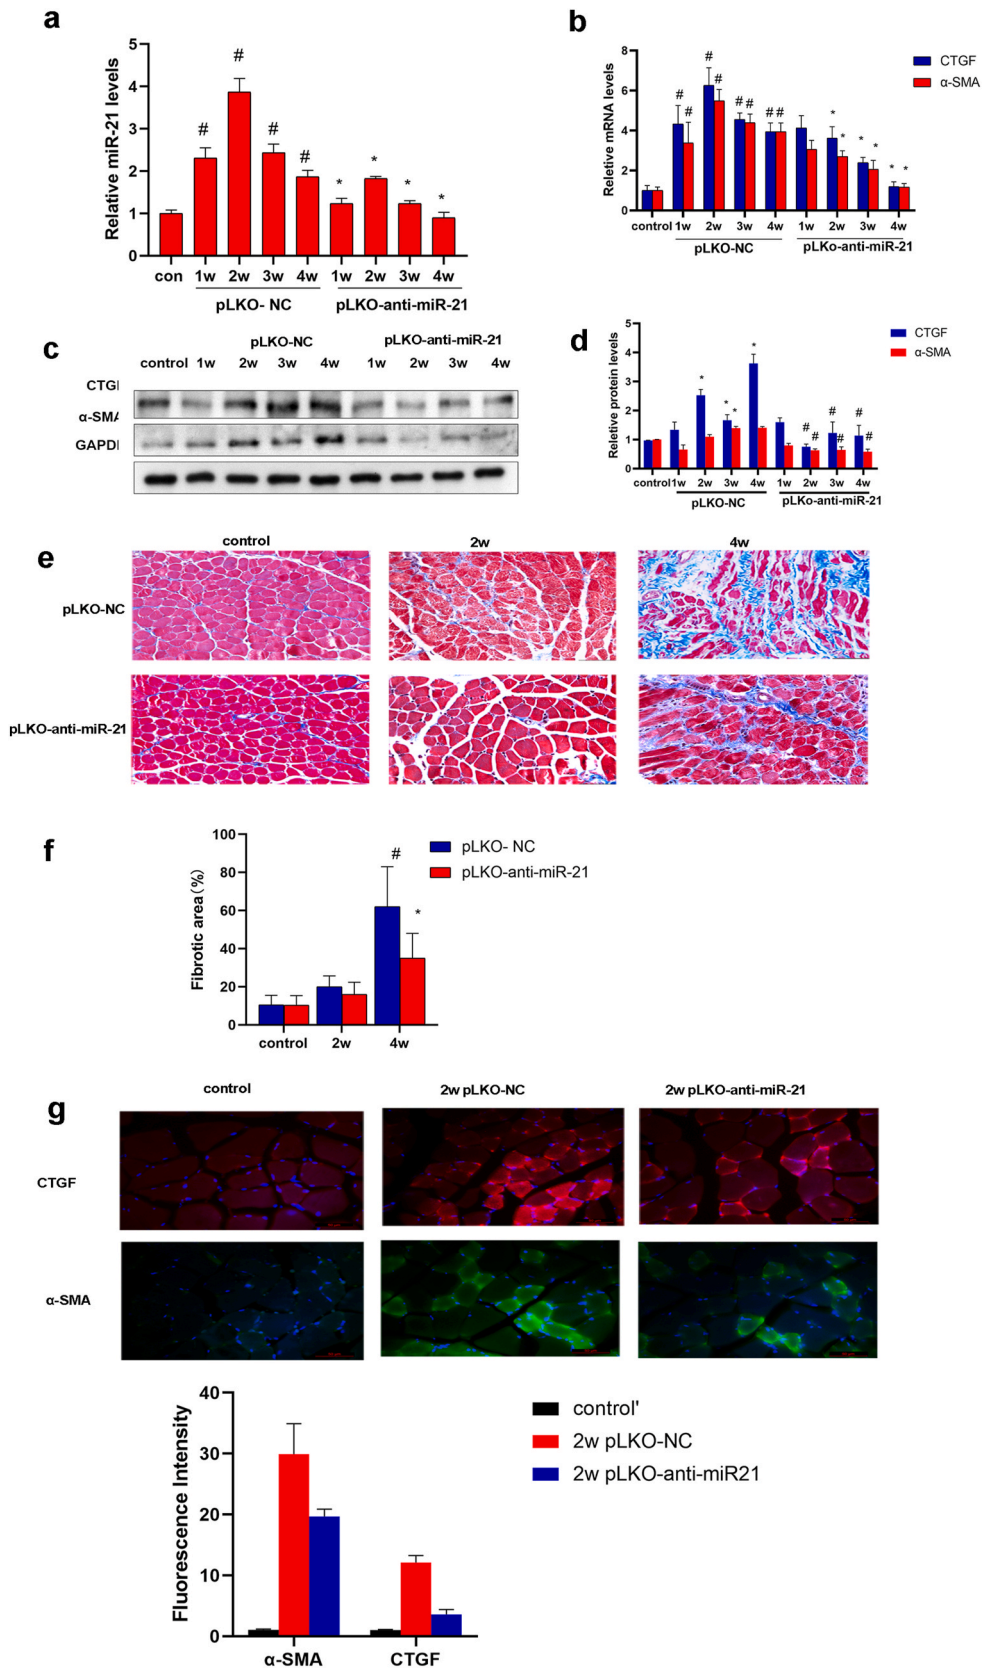 a
Relative miR-21 levels
5
4
3
2
1
0
#
#
#
#
*
*
*
*
con 1w 2w 3w 4w 1w 2w 3w 4w
pLKO- NC pLKO-anti-miR-21
b
Reletive mRNA levels
8
6
4
2
0
# #
# #
# #
# #
* *
* *
* *
CTGF
α-SMA
control 1w 2w 3w 4w 1w 2w 3w 4w
pLKO-NC pLKo-anti-miR-21
c
pLKO-NC pLKO-anti-miR-21
control 1w 2w 3w 4w 1w 2w 3w 4w
CTGI
α-SMA
GAPDI
d
Reletive protein levels
5
4
3
2
1
0
*
* *
*
# #
# #
# #
CTGF
α-SMA
control 1w 2w 3w 4w 1w 2w 3w 4w
pLKO-NC pLKo-anti-miR-21
e
control 2w 4w
pLKO-NC
pLKO-anti-miR-21
f
Fibrotic area(%)
100
80
60
40
20
0
#
*
pLKO- NC
pLKO-anti-miR-21
control 2w 4w
g
control 2w pLKO-NC 2w pLKO-anti-miR-21
CTGF
α-SMA
Fluorescence Intensity
40
30
20
10
0
control'
2w pLKO-NC
2w pLKO-anti-miR21
α-SMA CTGF